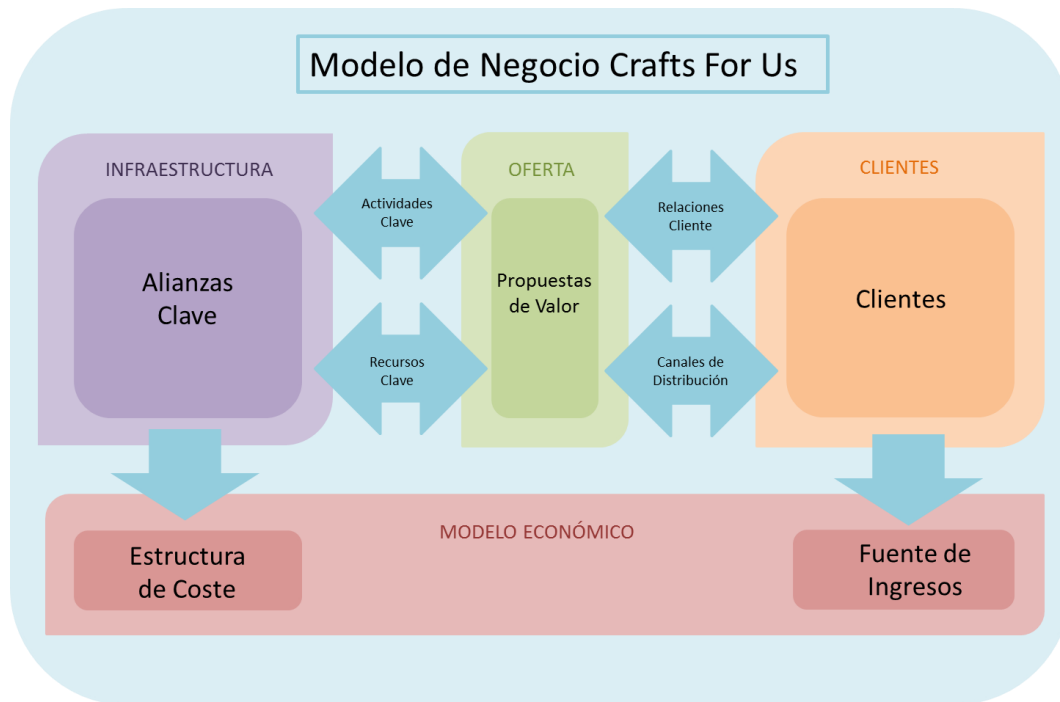 Modelo de Negocio Crafts For Us
INFRAESTRUCTURA
Alianzas
Clave
Actividades
Clave
Recursos
Clave
OFERTA
Propuestas
de Valor
Relaciones
Cliente
Canales de
Distribución
CLIENTES
Clientes
MODELO ECONÓMICO
Estructura
de Coste
Fuente de
Ingresos